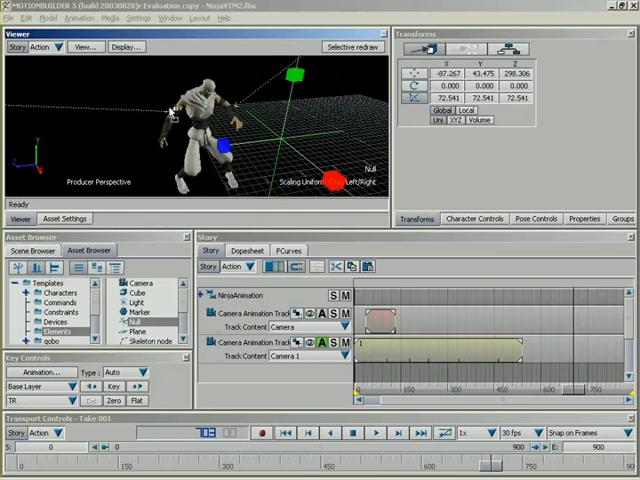 MOTIONBUILDER 5 (build 20030828)r Evaluation copy - NinjaVTM2.fbx
File Edit Model Animation Settings Window Layout Help
Viewer
Story Action View... Display... Selective redraw
Y
Z X
Null
Producer Perspective
Ready
Viewer Asset Settings
Transforms
X Y Z
-87.267 43.475 298.306
0.000 0.000 0.000
72.541 72.541 72.541
Global Local
Uni XYZ Volume
Transforms Character Controls Pose Controls Properties Groups
Asset Browser
Scene Browser Asset Browser
Templates
Characters
Commands
Constraints
Devices
Elements
gobo
Camera
Cube
Light
Marker
Null
Plane
Skeleton node
Key Controls
Animation... Type : Auto
Base Layer Key
TR Del Zero Flat
Story
Story Dopesheet FCurves
Story Action
NinjaAnimation S M
Camera Animation Track A S M
Track Content Camera
Camera Animation Track A S M
Track Content Camera 1
1
0 150 300 450 750
Transport Controls - Take 001
Story Action 703 1x 30 fps Snap on Frames
S: 0 0 900 E: 900
0 150 300 450 600 750